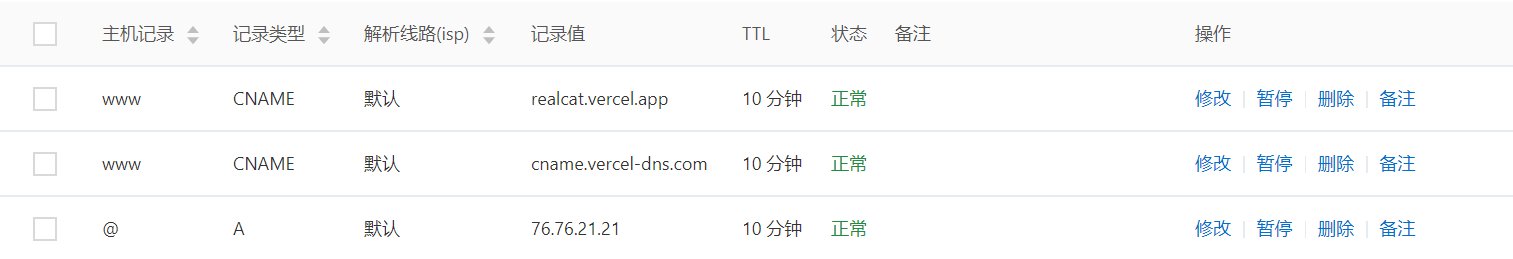 主机记录 记录类型 解析线路(isp) 记录值 TTL 状态 备注 操作
www CNAME 默认 realcat.vercel.app 10 分钟 正常 修改 暂停 删除 备注
www CNAME 默认 cname.vercel-dns.com 10 分钟 正常 修改 暂停 删除 备注
@ A 默认 76.76.21.21 10 分钟 正常 修改 暂停 删除 备注